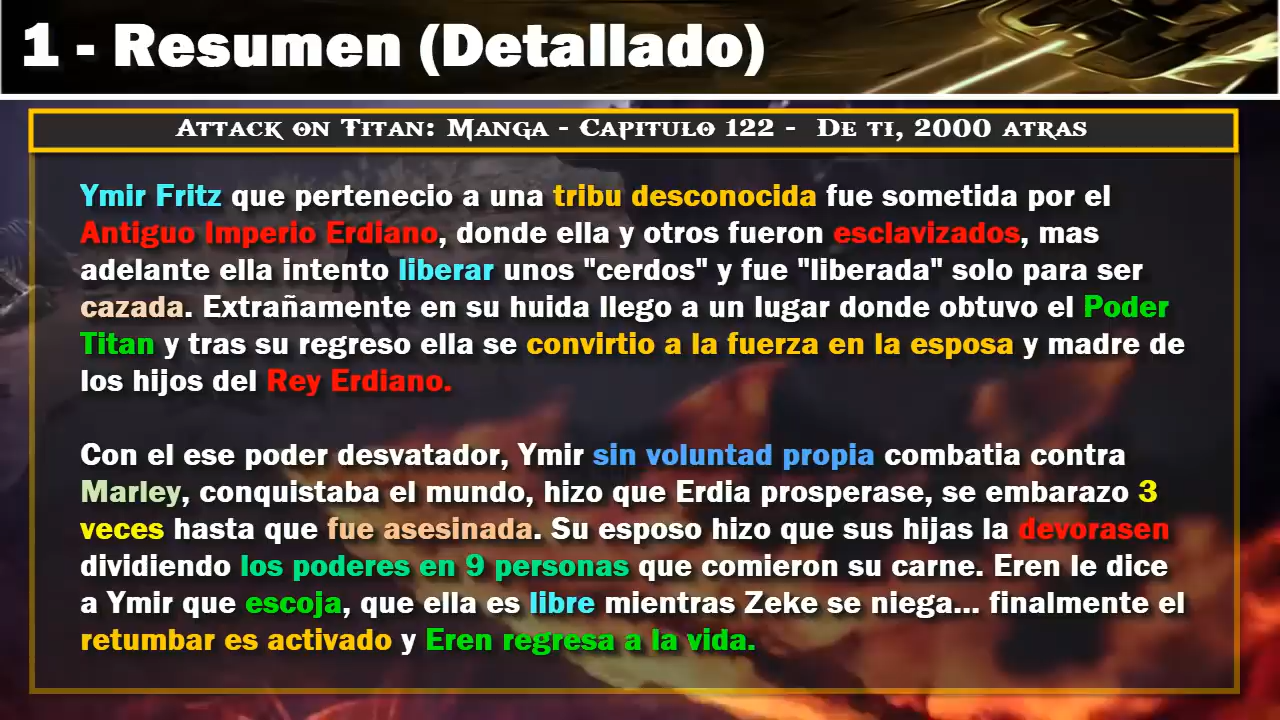 1 - Resumen (Detallado)
Attack on Titan: Manga - Capitulo 122 - De ti, 2000 atras
Ymir Fritz que pertenecio a una tribu desconocida fue sometida por el
Antiguo Imperio Erdiano, donde ella y otros fueron esclavizados, mas
adelante ella intento liberar unos "cerdos" y fue "liberada" solo para ser
cazada. Extrañamente en su huida llego a un lugar donde obtuvo el Poder
Titan y tras su regreso ella se convirtio a la fuerza en la esposa y madre de
los hijos del Rey Erdiano.
Con el ese poder desvatador, Ymir sin voluntad propia combatia contra
Marley, conquistaba el mundo, hizo que Erdia prosperase, se embarazo 3
veces hasta que fue asesinada. Su esposo hizo que sus hijas la devorasen
dividiendo los poderes en 9 personas que comieron su carne. Eren le dice
a Ymir que escoja, que ella es libre mientras Zeke se niega... finalmente el
retumbar es activado y Eren regresa a la vida.